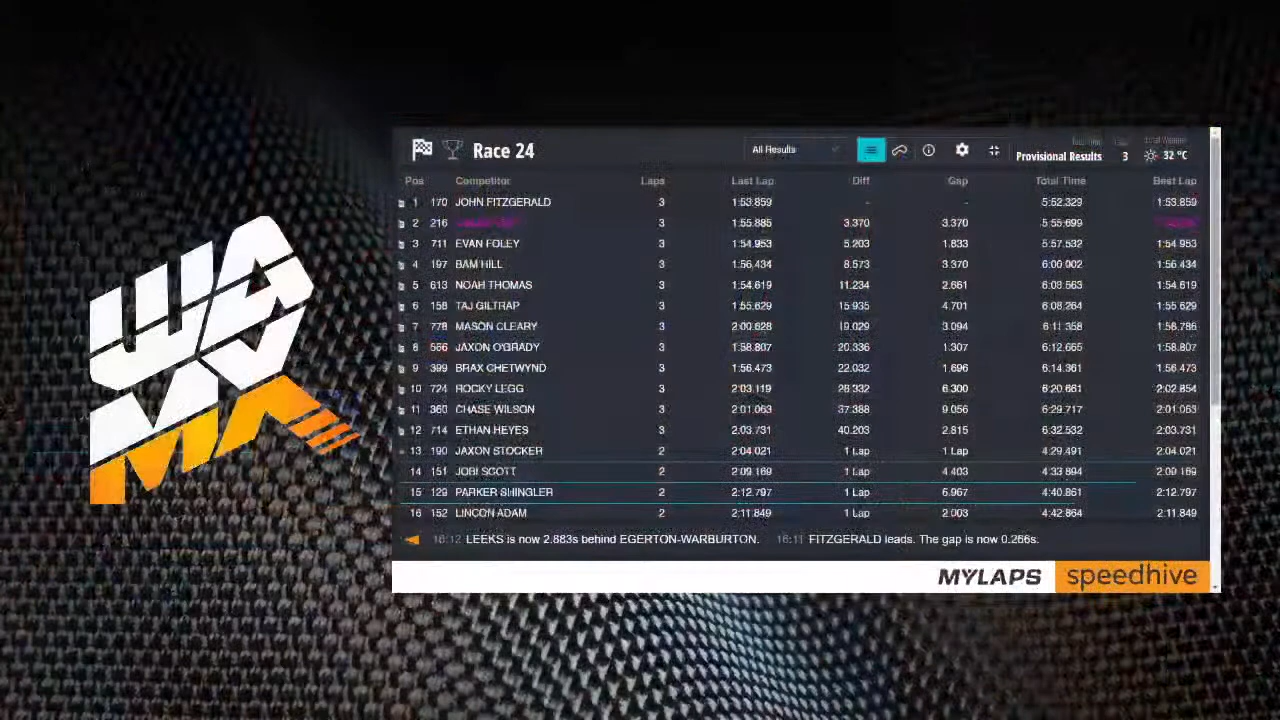 WA
MV
MA
Race 24 All Results Provisional Results 3 32 °C
Pos Competitor Laps Last Lap Diff Gap Total Time Best Lap
1 170 JOHN FITZGERALD 3 1:53.859 - - 5:52.329 1:53.859
2 216 3 1:55.885 3.370 3.370 5:55.699
3 711 EVAN FOLEY 3 1:54.953 5.203 1.833 5:57.532 1:54.953
4 197 BAM HILL 3 1:56.434 8.573 3.370 6:00.902 1:56.434
5 613 NOAH THOMAS 3 1:54.619 11.234 2.661 6:03.563 1:54.619
6 158 TAJ GILTRAP 3 1:55.629 15.935 4.701 6:08.264 1:55.629
7 778 MASON CLEARY 3 2:00.628 19.029 3.094 6:11.358 1:56.786
8 566 JAXON O'GRADY 3 1:58.807 20.336 1.307 6:12.665 1:58.807
9 399 BRAX CHETWYND 3 1:56.473 22.032 1.696 6:14.361 1:56.473
10 724 ROCKY LEGG 3 2:03.119 28.332 6.300 6:20.661 2:02.854
11 360 CHASE WILSON 3 2:01.063 37.388 9.056 6:29.717 2:01.063
12 714 ETHAN HEYES 3 2:03.731 40.203 2.815 6:32.532 2:03.731
13 190 JAXON STOCKER 2 2:04.021 1 Lap 1 Lap 4:29.491 2:04.021
14 151 JOBI SCOTT 2 2:09.169 1 Lap 4.403 4:33.894 2:09.169
15 129 PARKER SHINGLER 2 2:12.797 1 Lap 6.967 4:40.861 2:12.797
16 152 LINCON ADAM 2 2:11.849 1 Lap 2.003 4:42.864 2:11.849
16:12 LEEKS is now 2.883s behind EGERTON-WARBURTON. 16:11 FITZGERALD leads. The gap is now 0.266s.
MYLAPS speedhive